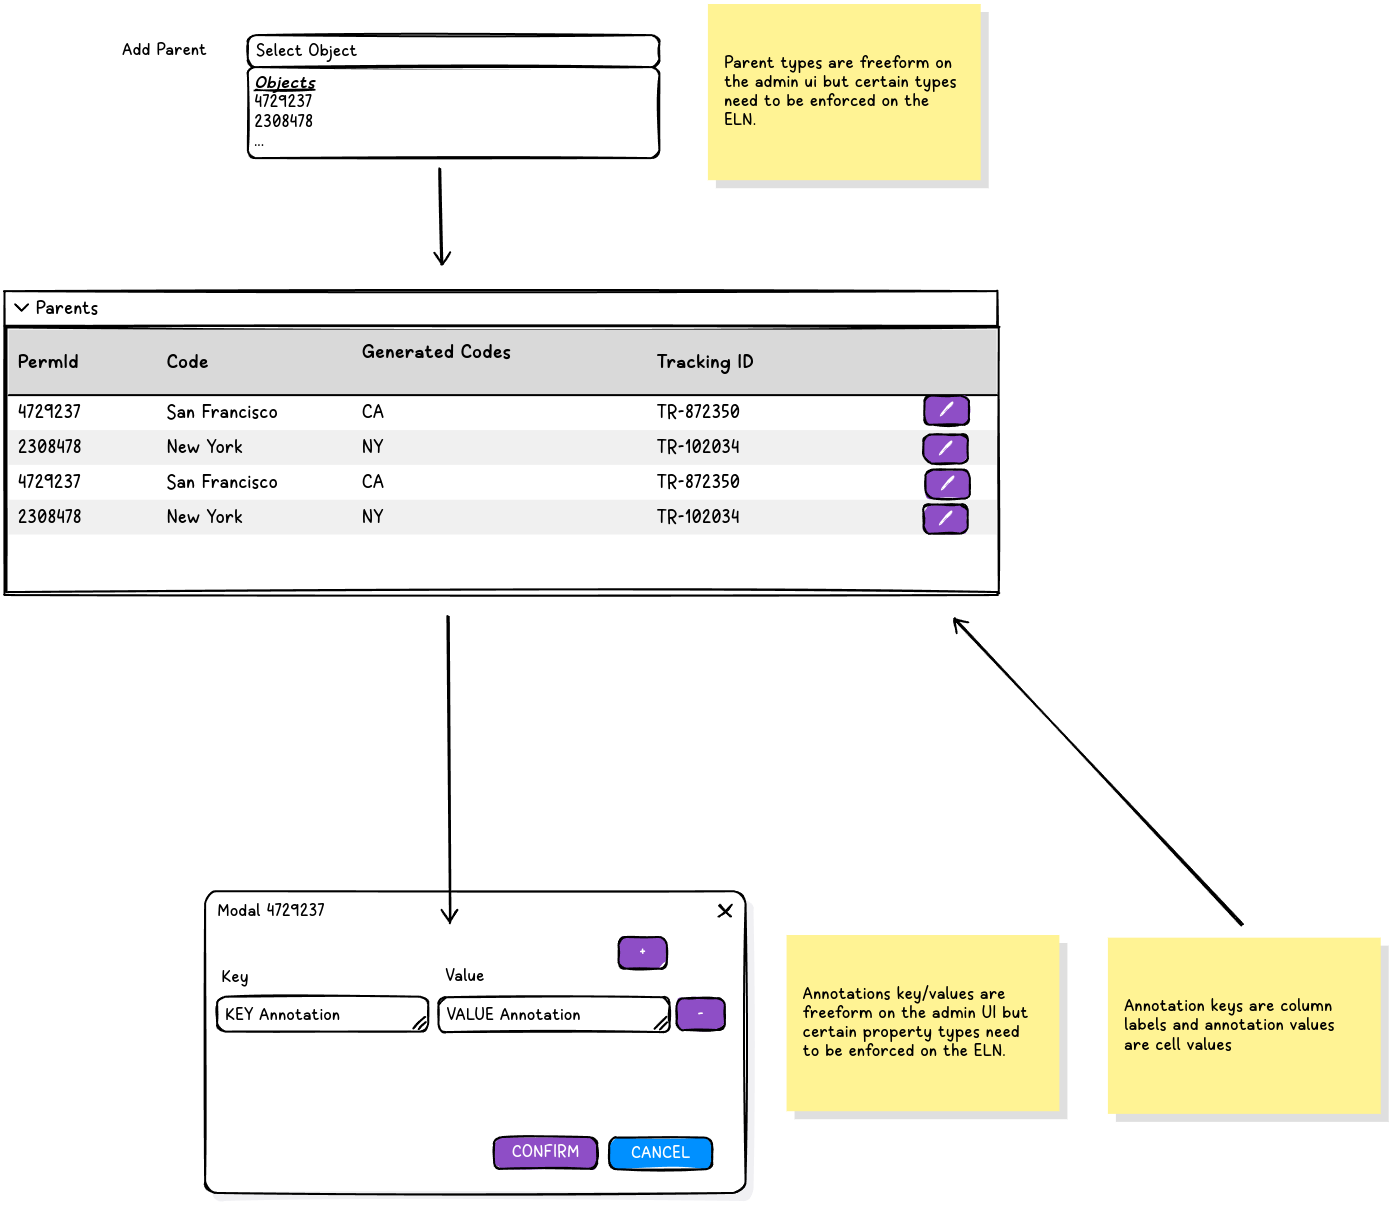 Add Parent
Select Object
Objects
4729237
2308478
...
Parent types are freeform on
the admin ui but certain types
need to be enforced on the
ELN.
Parents
PermId Code Generated Codes Tracking ID
4729237 San Francisco CA TR-872350
2308478 New York NY TR-102034
4729237 San Francisco CA TR-872350
2308478 New York NY TR-102034
Modal 4729237
+
Key Value
KEY Annotation VALUE Annotation -
CONFIRM CANCEL
Annotations key/values are
freeform on the admin UI but
certain property types need
to be enforced on the ELN.
Annotation keys are column
labels and annotation values
are cell values